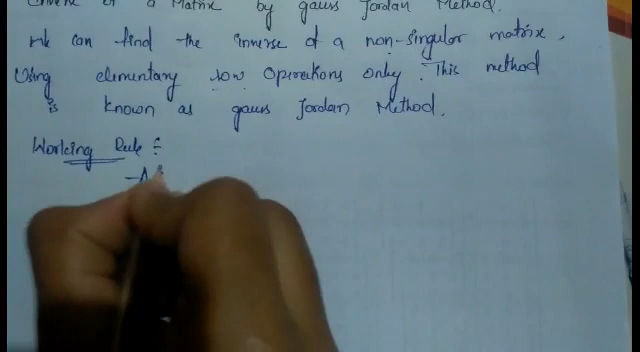 Inverse of a Matrix by gauss Jordan Method.
We can find the inverse of a non-singular matrix.
Using elementary row operations only. This method
is known as gauss Jordan Method.
Working Rule :-